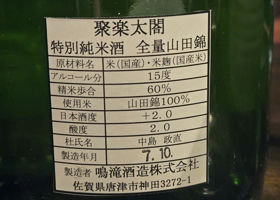 聚楽太閤
特別純米酒 全量山田錦
原材料名 米(国産)・米麹(国産米)
アルコール分 15度
精米歩合 60%
使用米 山田錦100%
日本酒度 +2.0
酸度 2.0
杜氏名 中島 政直
製造年月 7.10.
製造者 鳴滝酒造株式会社
佐賀県唐津市神田3272-1